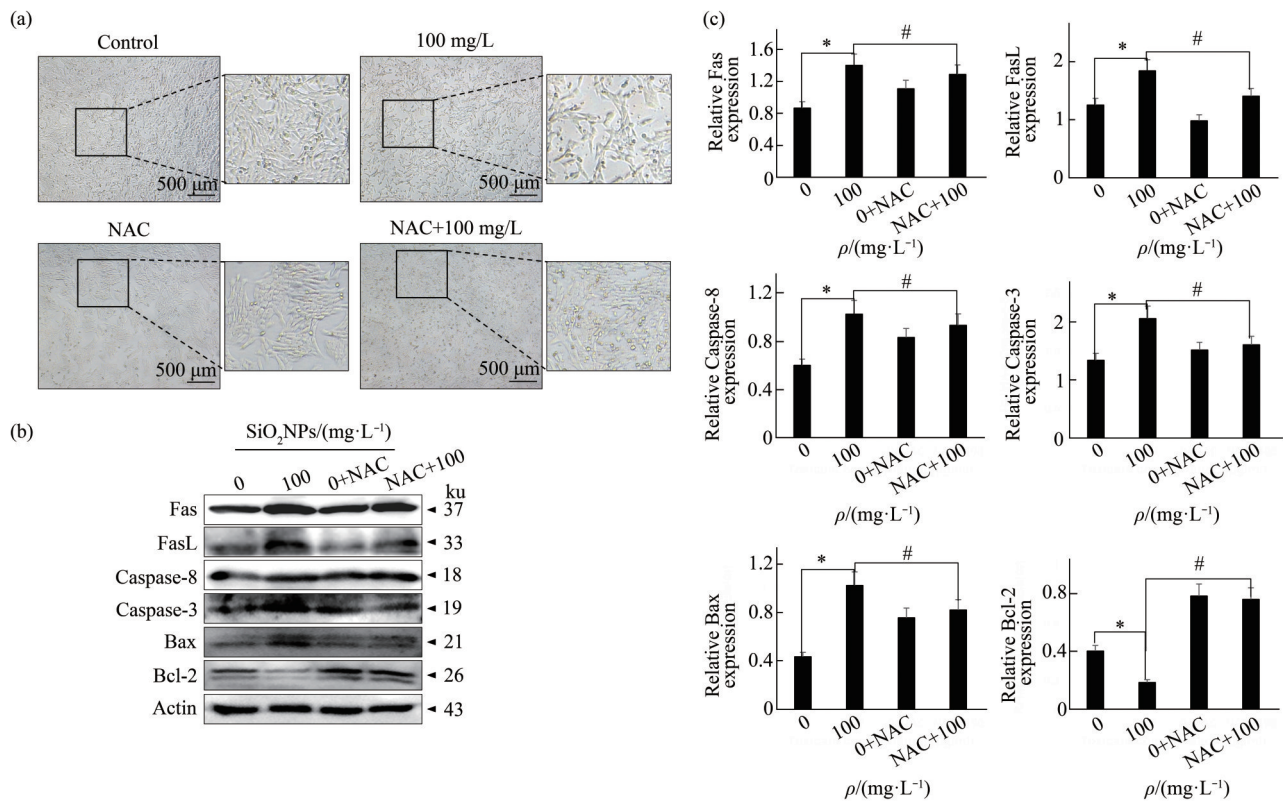 (a)
Control
100 mg/L
500 μm
500 μm
NAC
NAC+100 mg/L
500 μm
500 μm
(b)
SiO₂NPs/(mg·L⁻¹)
0 100 0+NAC NAC+100
ku
Fas 37
FasL 33
Caspase-8 18
Caspase-3 19
Bax 21
Bcl-2 26
Actin 43
(c)
Relative Fas
expression
1.6
1.2
0.8
0.4
0
* #
0 100 0+NAC NAC+100
ρ/(mg·L⁻¹)
Relative FasL
expression
2
1
0
* #
0 100 0+NAC NAC+100
ρ/(mg·L⁻¹)
Relative Caspase-8
expression
1.2
0.8
0.4
0
* #
0 100 0+NAC NAC+100
ρ/(mg·L⁻¹)
Relative Caspase-3
expression
2
1
0
* #
0 100 0+NAC NAC+100
ρ/(mg·L⁻¹)
Relative Bax
expression
1.2
0.8
0.4
0
* #
0 100 0+NAC NAC+100
ρ/(mg·L⁻¹)
Relative Bcl-2
expression
0.8
0.4
0
* #
0 100 0+NAC NAC+100
ρ/(mg·L⁻¹)